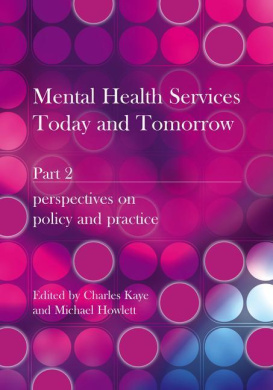 Mental Health Services
Today and Tomorrow
Part 2
perspectives on
policy and practice
Edited by Charles Kaye
and Michael Howlett